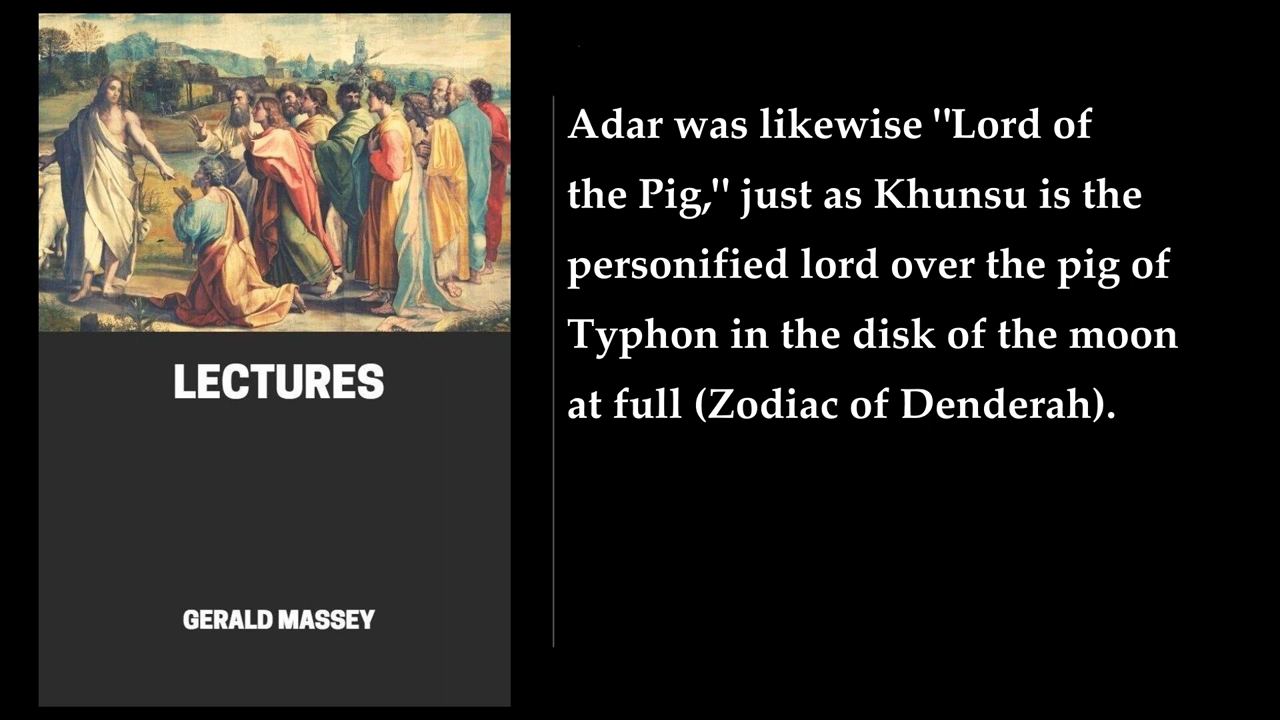 LECTURES
GERALD MASSEY
Adar was likewise "Lord of
the Pig," just as Khunsu is the
personified lord over the pig of
Typhon in the disk of the moon
at full (Zodiac of Denderah).